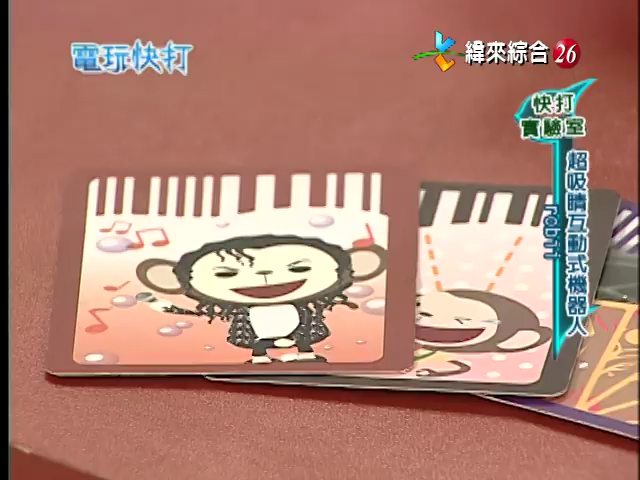 電玩快打
緯來綜合 26
快打
實驗室
超吸睛互動式機器人
rabii